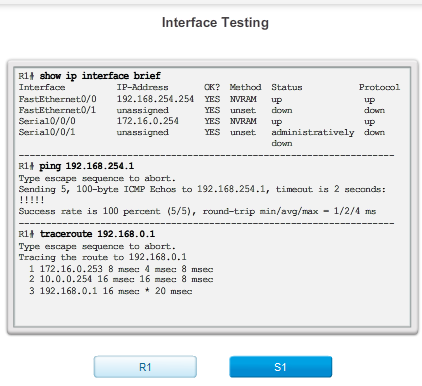 Interface Testing
R1# show ip interface brief
Interface IP-Address OK? Method Status Protocol
FastEthernet0/0 192.168.254.254 YES NVRAM up up
FastEthernet0/1 unassigned YES unset down down
Serial0/0/0 172.16.0.254 YES NVRAM up up
Serial0/0/1 unassigned YES unset administratively down
down
R1# ping 192.168.254.1
Type escape sequence to abort.
Sending 5, 100-byte ICMP Echos to 192.168.254.1, timeout is 2 seconds:
!!!!!
Success rate is 100 percent (5/5), round-trip min/avg/max = 1/2/4 ms
R1# traceroute 192.168.0.1
Type escape sequence to abort.
Tracing the route to 192.168.0.1
1 172.16.0.253 8 msec 4 msec 8 msec
2 10.0.0.254 16 msec 16 msec 8 msec
3 192.168.0.1 16 msec * 20 msec
R1 S1